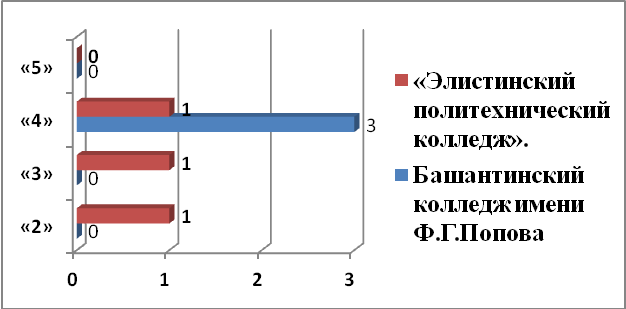 «5»
0
0
«4»
1
3
«3»
1
0
«2»
1
0
0
1
2
3
«Элистинский
политехнический
колледж».
Башантинский
колледж имени
Ф.Г.Попова